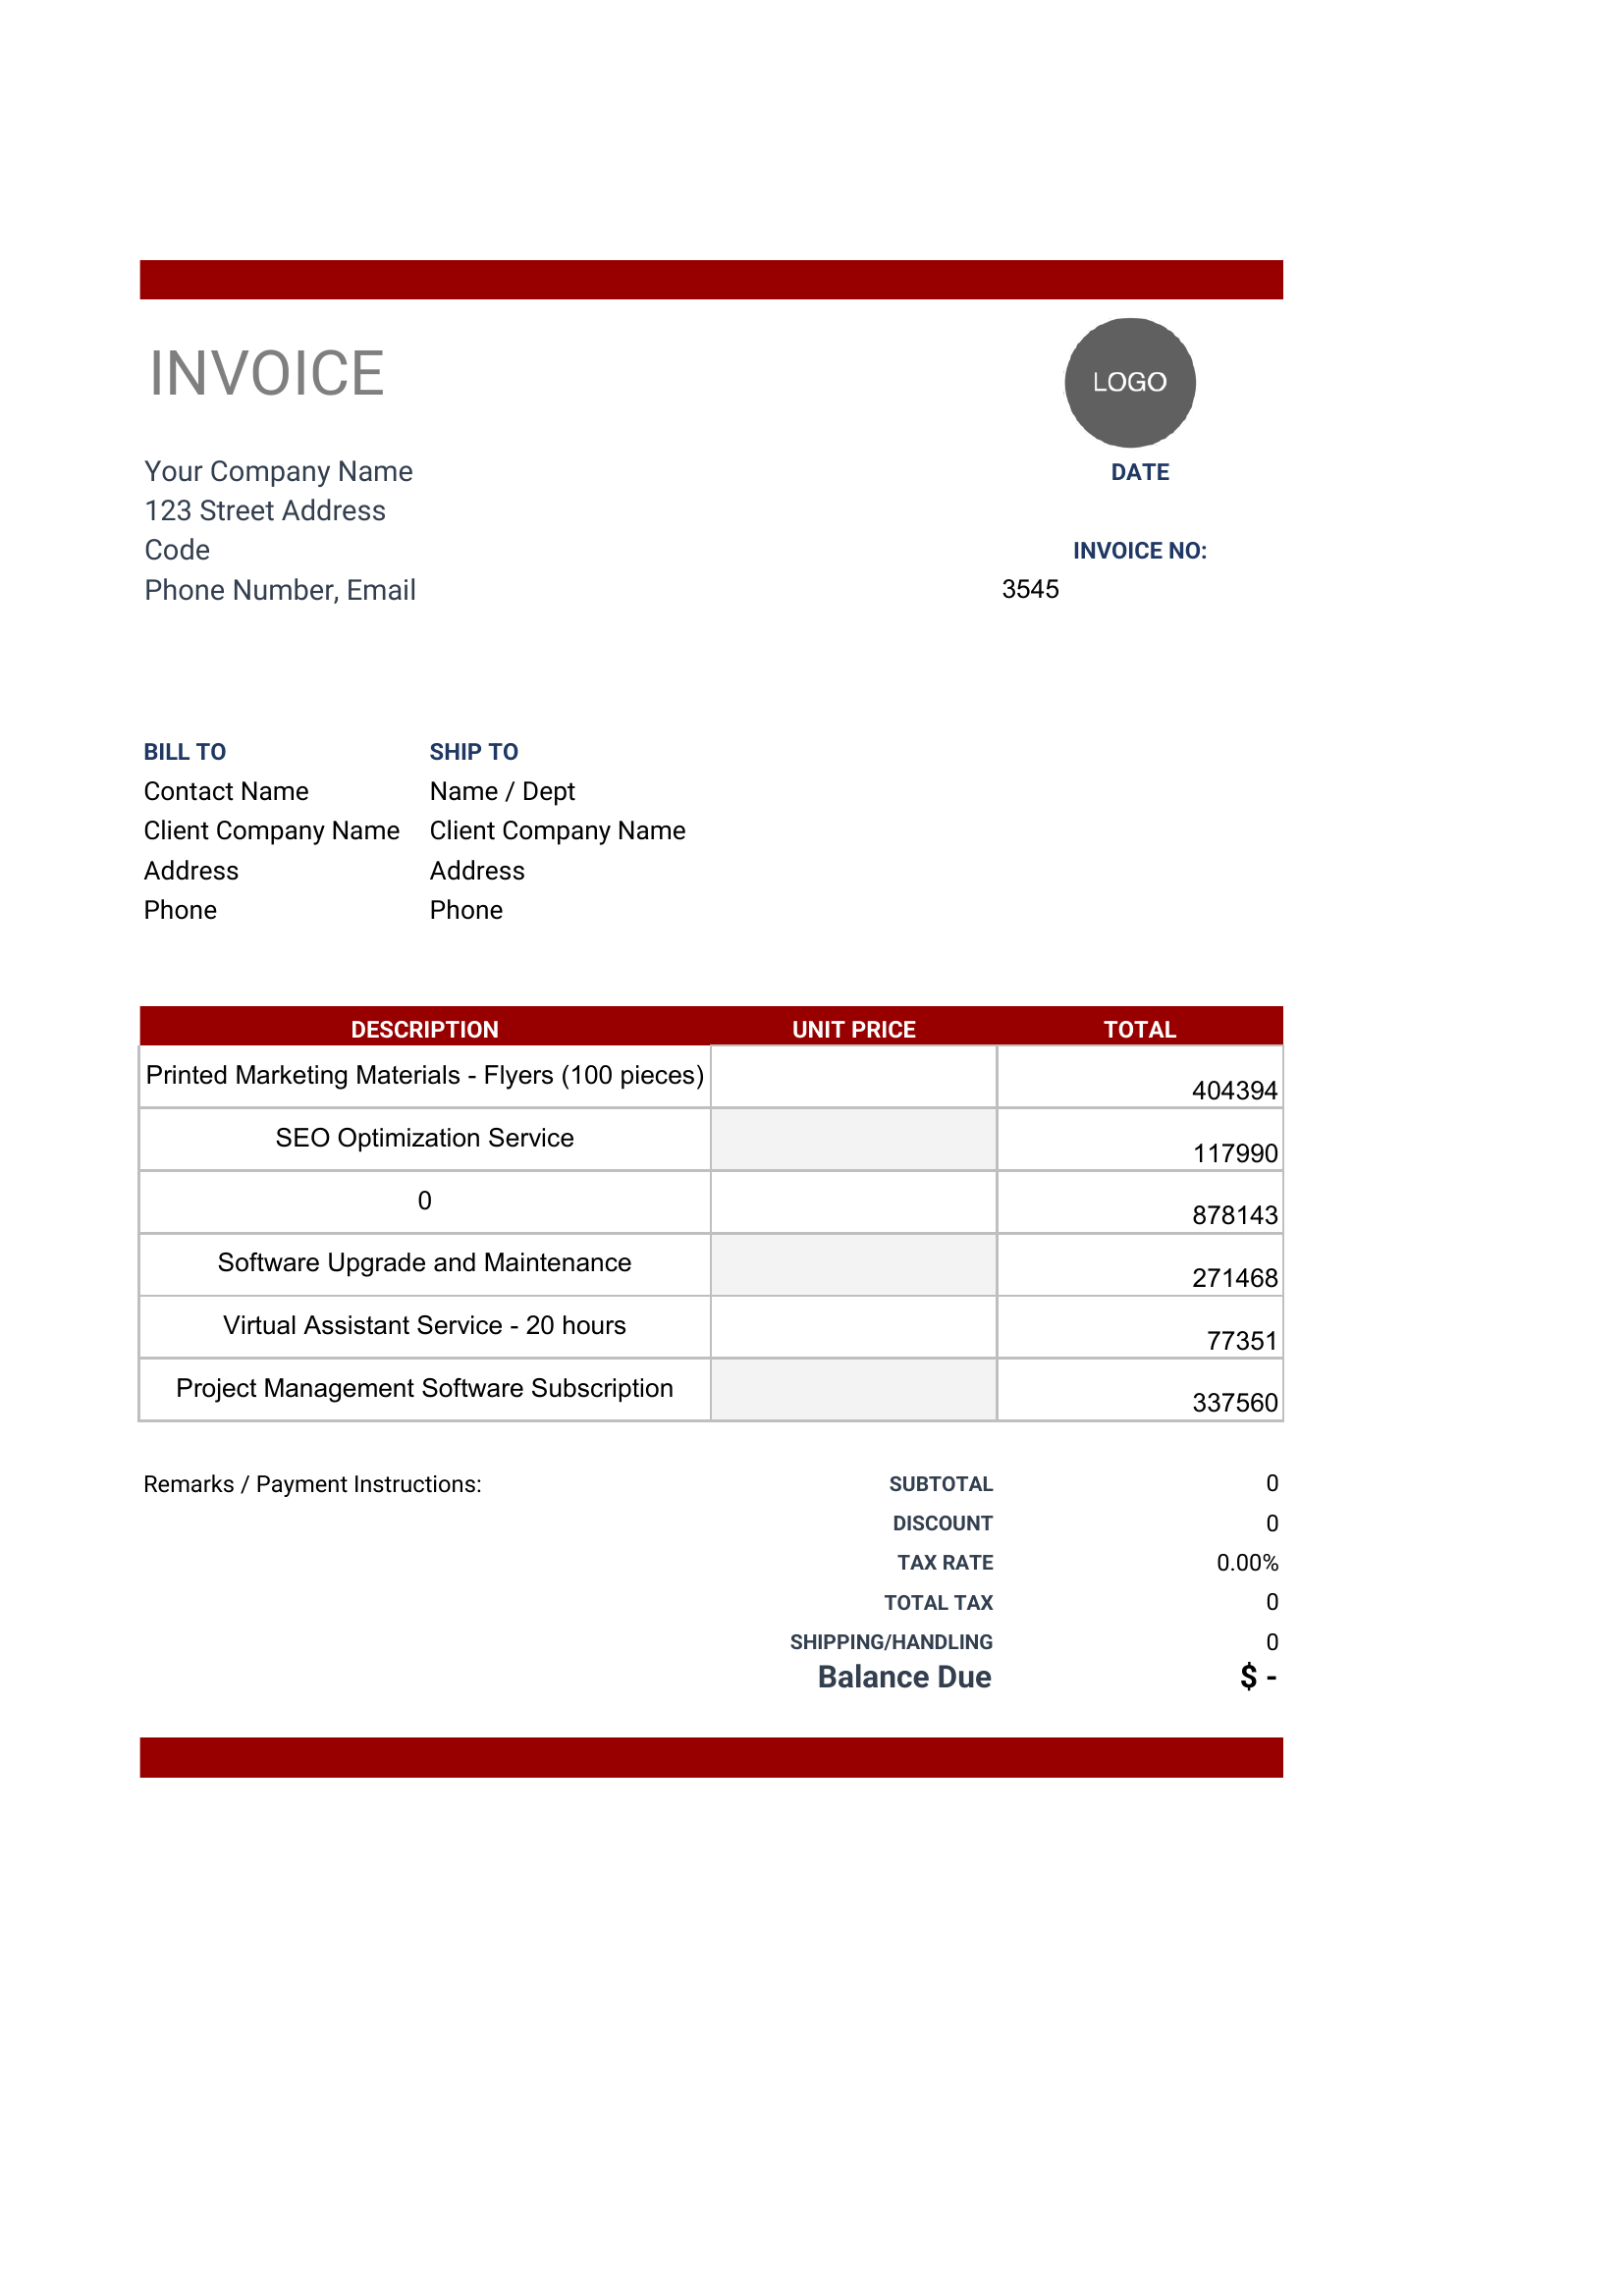 INVOICE
LOGO
Your Company Name
DATE
123 Street Address
Code
INVOICE NO:
Phone Number, Email
3545
BILL TO
SHIP TO
Contact Name
Name / Dept
Client Company Name
Client Company Name
Address
Address
Phone
Phone
DESCRIPTION UNIT PRICE TOTAL
Printed Marketing Materials - Flyers (100 pieces) 404394
SEO Optimization Service 117990
0 878143
Software Upgrade and Maintenance 271468
Virtual Assistant Service - 20 hours 77351
Project Management Software Subscription 337560
Remarks / Payment Instructions:
SUBTOTAL 0
DISCOUNT 0
TAX RATE 0.00%
TOTAL TAX 0
SHIPPING/HANDLING 0
Balance Due $ -